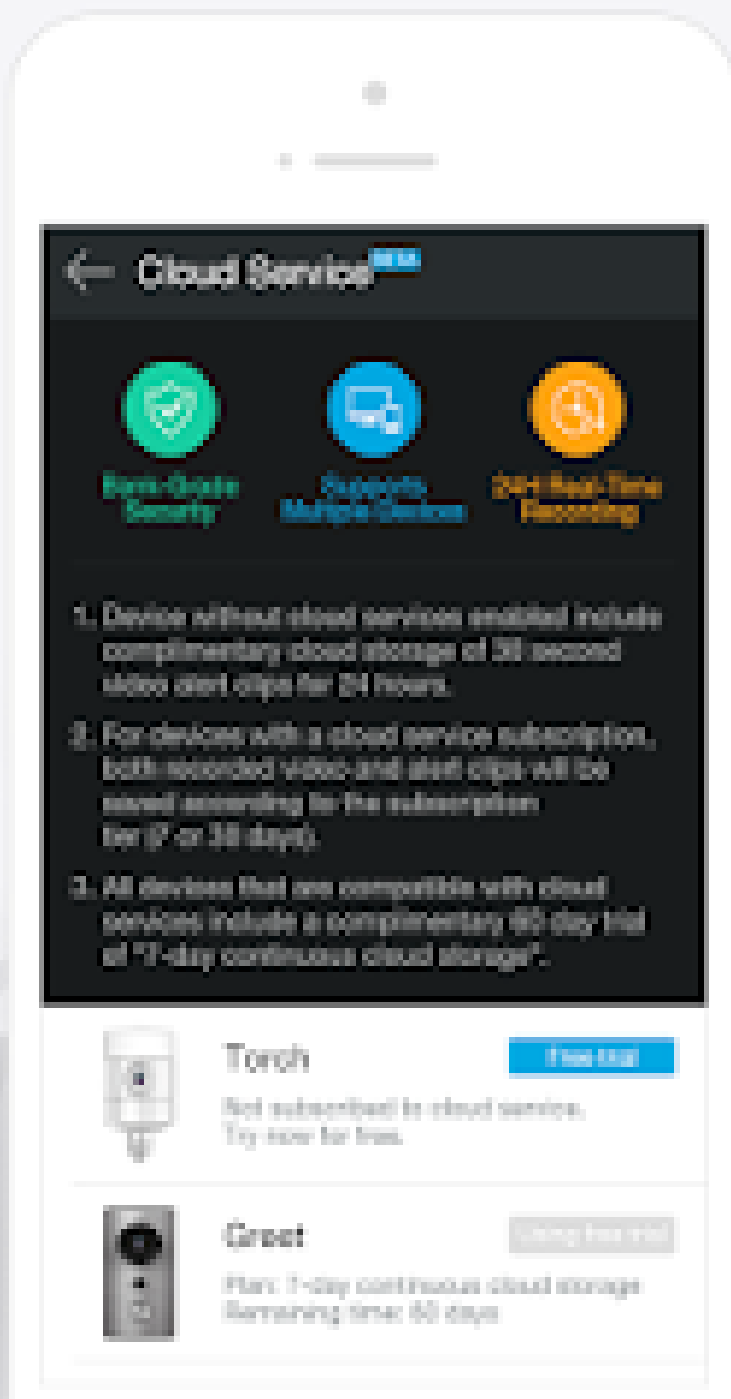 Cloud Service BETA
Bank-Grade
Security
Supports
Multiple Devices
24H Real-Time
Recording
1. Device without cloud services enabled include
complimentary cloud storage of 30 second
video alert clips for 24 hours.
2. For devices with a cloud service subscription,
both recorded video and alert clips will be
saved according to the subscription
tier (7 or 30 days).
3. All devices that are compatible with cloud
services include a complimentary 60 day trial
of "7-day continuous cloud storage".
Torch
Free trial
Not subscribed to cloud service.
Try now for free.
Greet
Using free trial
Plan: 7-day continuous cloud storage
Remaining time: 60 days